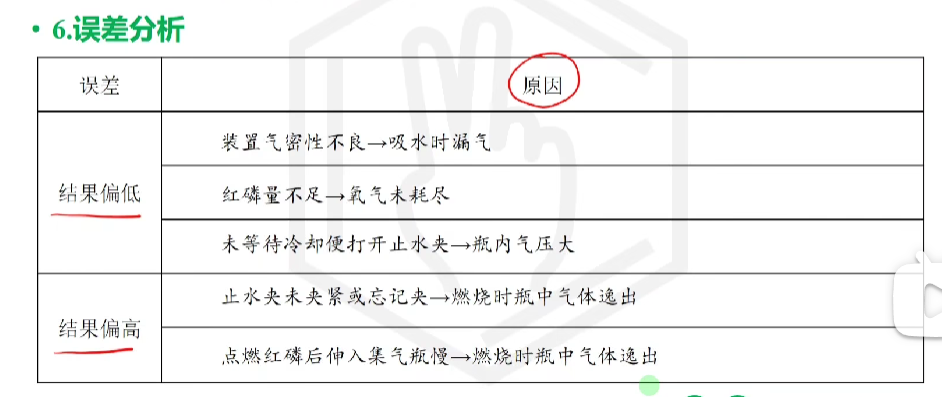 6.误差分析
误差
原因
结果偏低
装置气密性不良→吸水时漏气
红磷量不足→氧气未耗尽
未等待冷却便打开止水夹→瓶内气压大
结果偏高
止水夹未夹紧或忘记夹→燃烧时瓶中气体逸出
点燃红磷后伸入集气瓶慢→燃烧时瓶中气体逸出